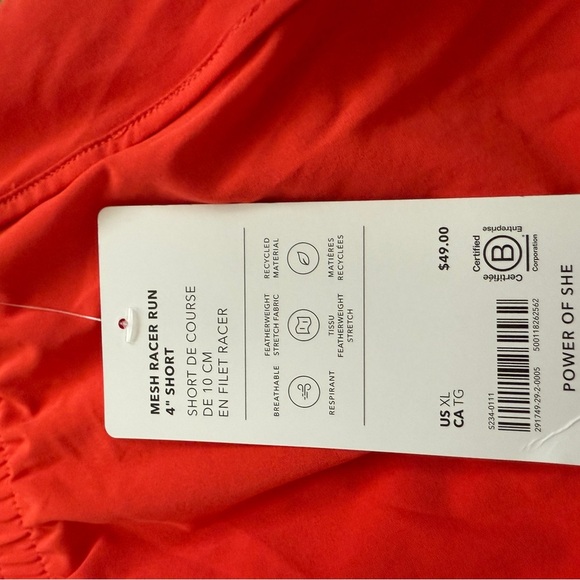 MESH RACER RUN
4" SHORT
SHORT DE COURSE
DE 10 CM
EN FILET RACER
BREATHABLE
RESPIRANT
FEATHERWEIGHT
STRETCH FABRIC
TISSU
FEATHERWEIGHT
STRETCH
RECYCLED
MATERIAL
MATIÈRES
RECYCLÉES
US XL
CA TG
$49.00
Certified
B
Corporation
Entreprise
Certifiée
S234-0111
291749-29.2-0005 500118262562
POWER OF SHE